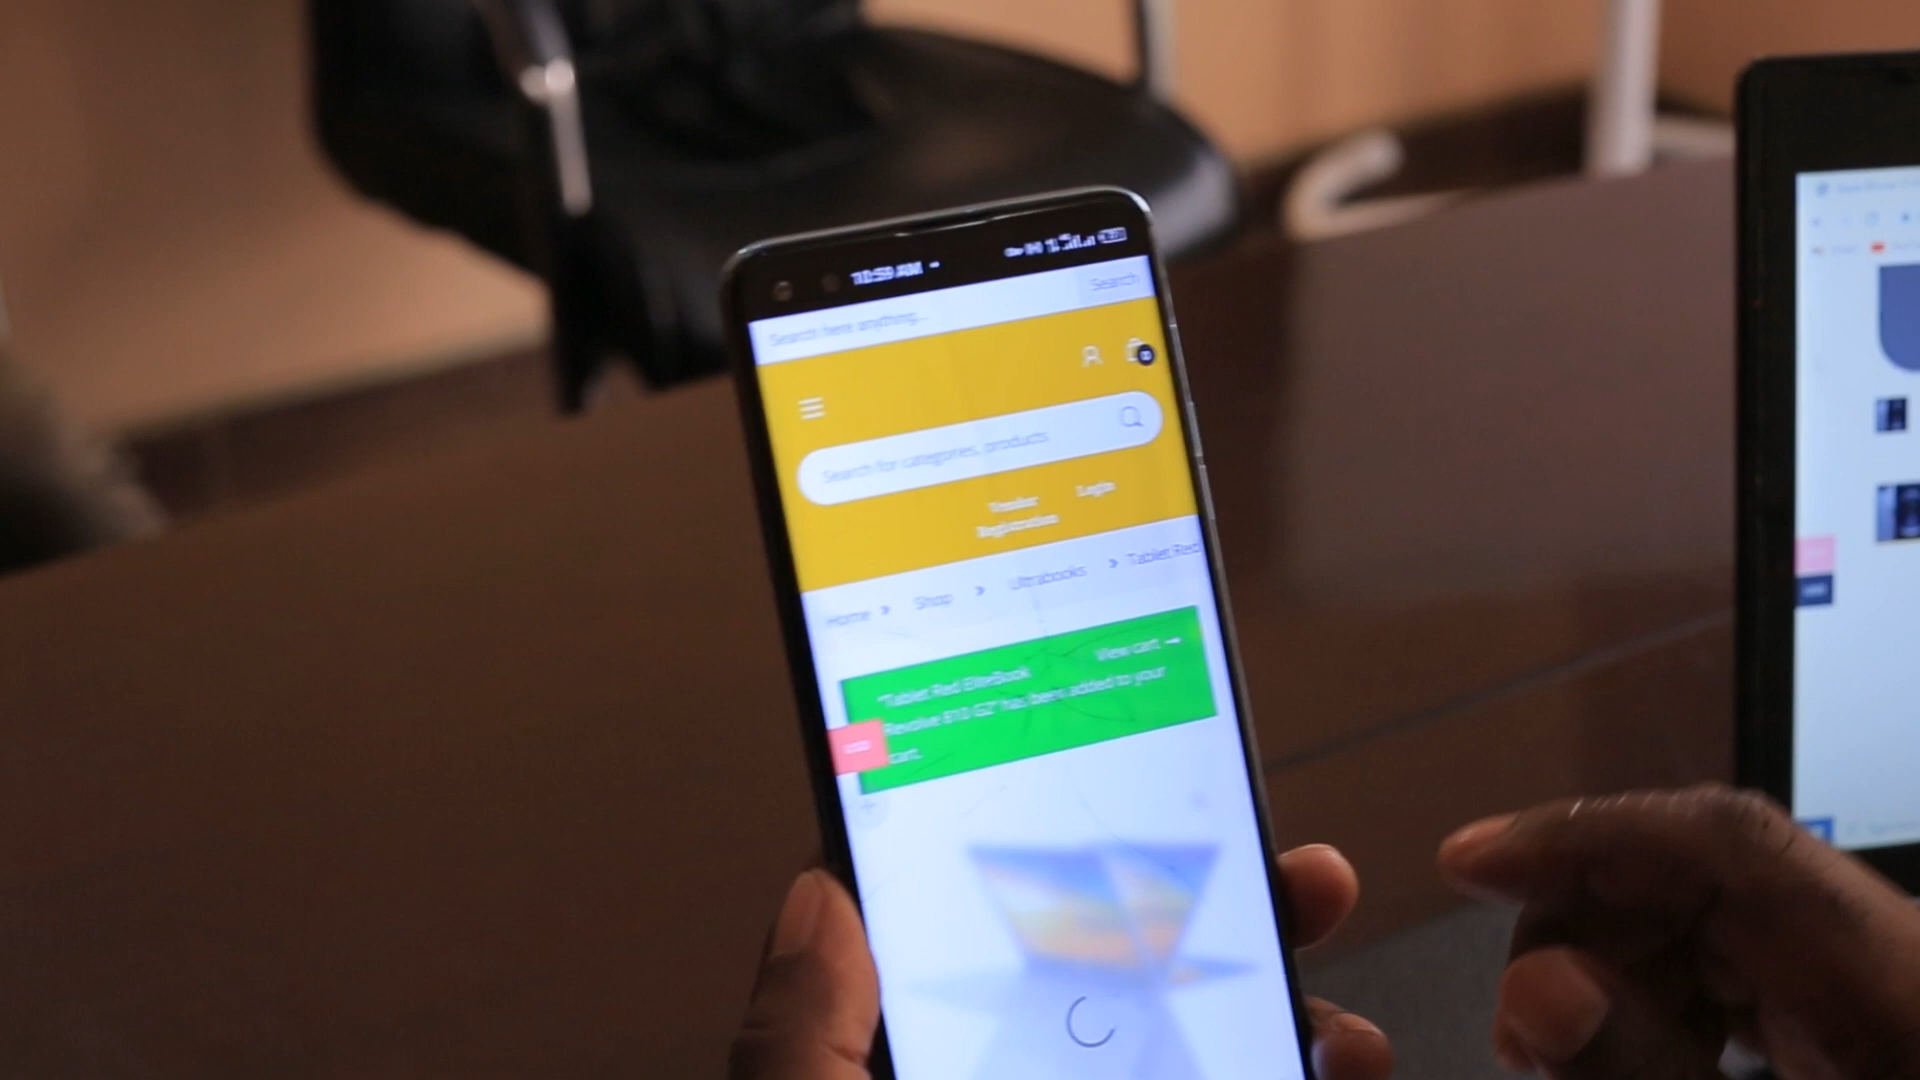 10:59 AM
Search here anything... Search
Search for categories, products
Vendor Registration Login
Home » Shop » Ultrabooks » Tablet Red
"Tablet Red EliteBook View cart →
Revolve 810 G2" has been added to your
cart.